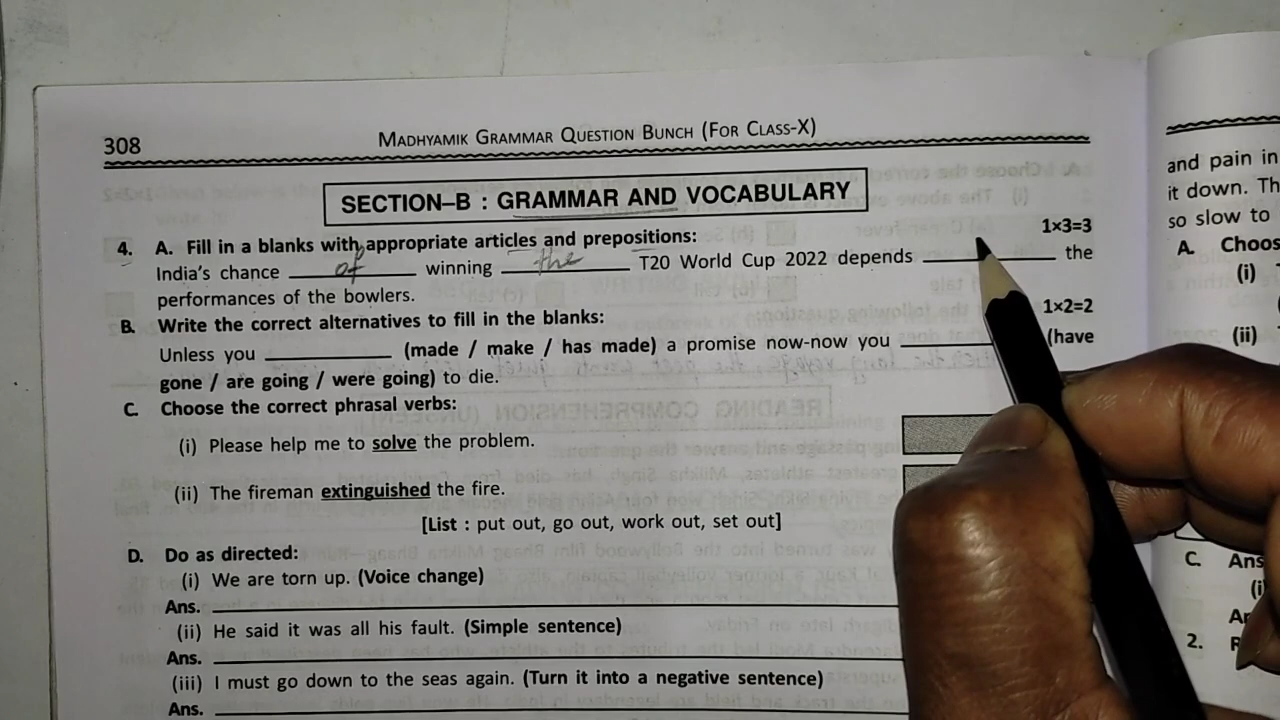 308 MADHYAMIK GRAMMAR QUESTION BUNCH (FOR CLASS-X)
SECTION–B : GRAMMAR AND VOCABULARY
4. A. Fill in a blanks with appropriate articles and prepositions: 1×3=3
India's chance of winning the T20 World Cup 2022 depends ________ the
performances of the bowlers.
B. Write the correct alternatives to fill in the blanks: 1×2=2
Unless you ________ (made / make / has made) a promise now-now you ________ (have
gone / are going / were going) to die.
C. Choose the correct phrasal verbs:
(i) Please help me to solve the problem.
(ii) The fireman extinguished the fire.
[List : put out, go out, work out, set out]
D. Do as directed:
(i) We are torn up. (Voice change)
Ans.
(ii) He said it was all his fault. (Simple sentence)
Ans.
(iii) I must go down to the seas again. (Turn it into a negative sentence)
Ans.
and pain in
it down. Th
so slow to
A. Choos
(i)
(ii)
C. Ans
(i)
2.